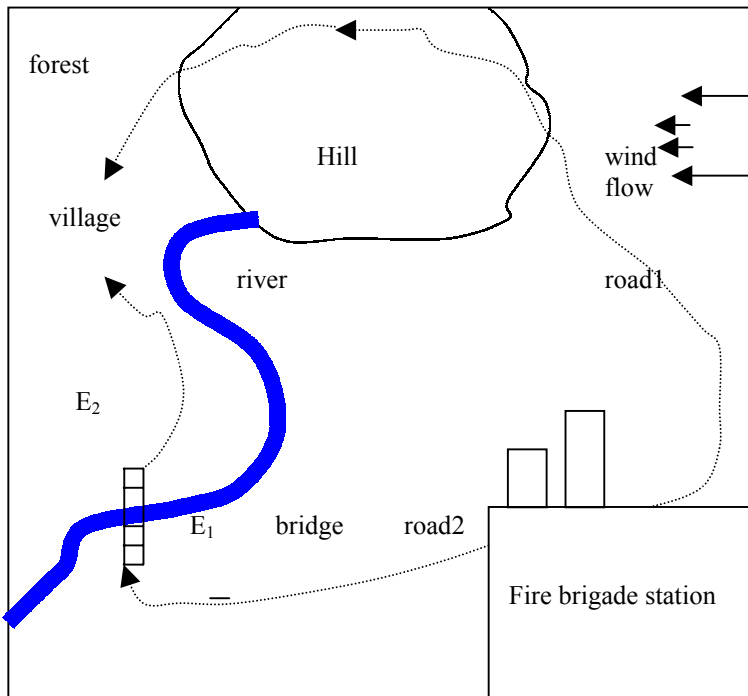 forest
Hill
wind
flow
village
river
road1
E₂
E₁ bridge road2
Fire brigade station